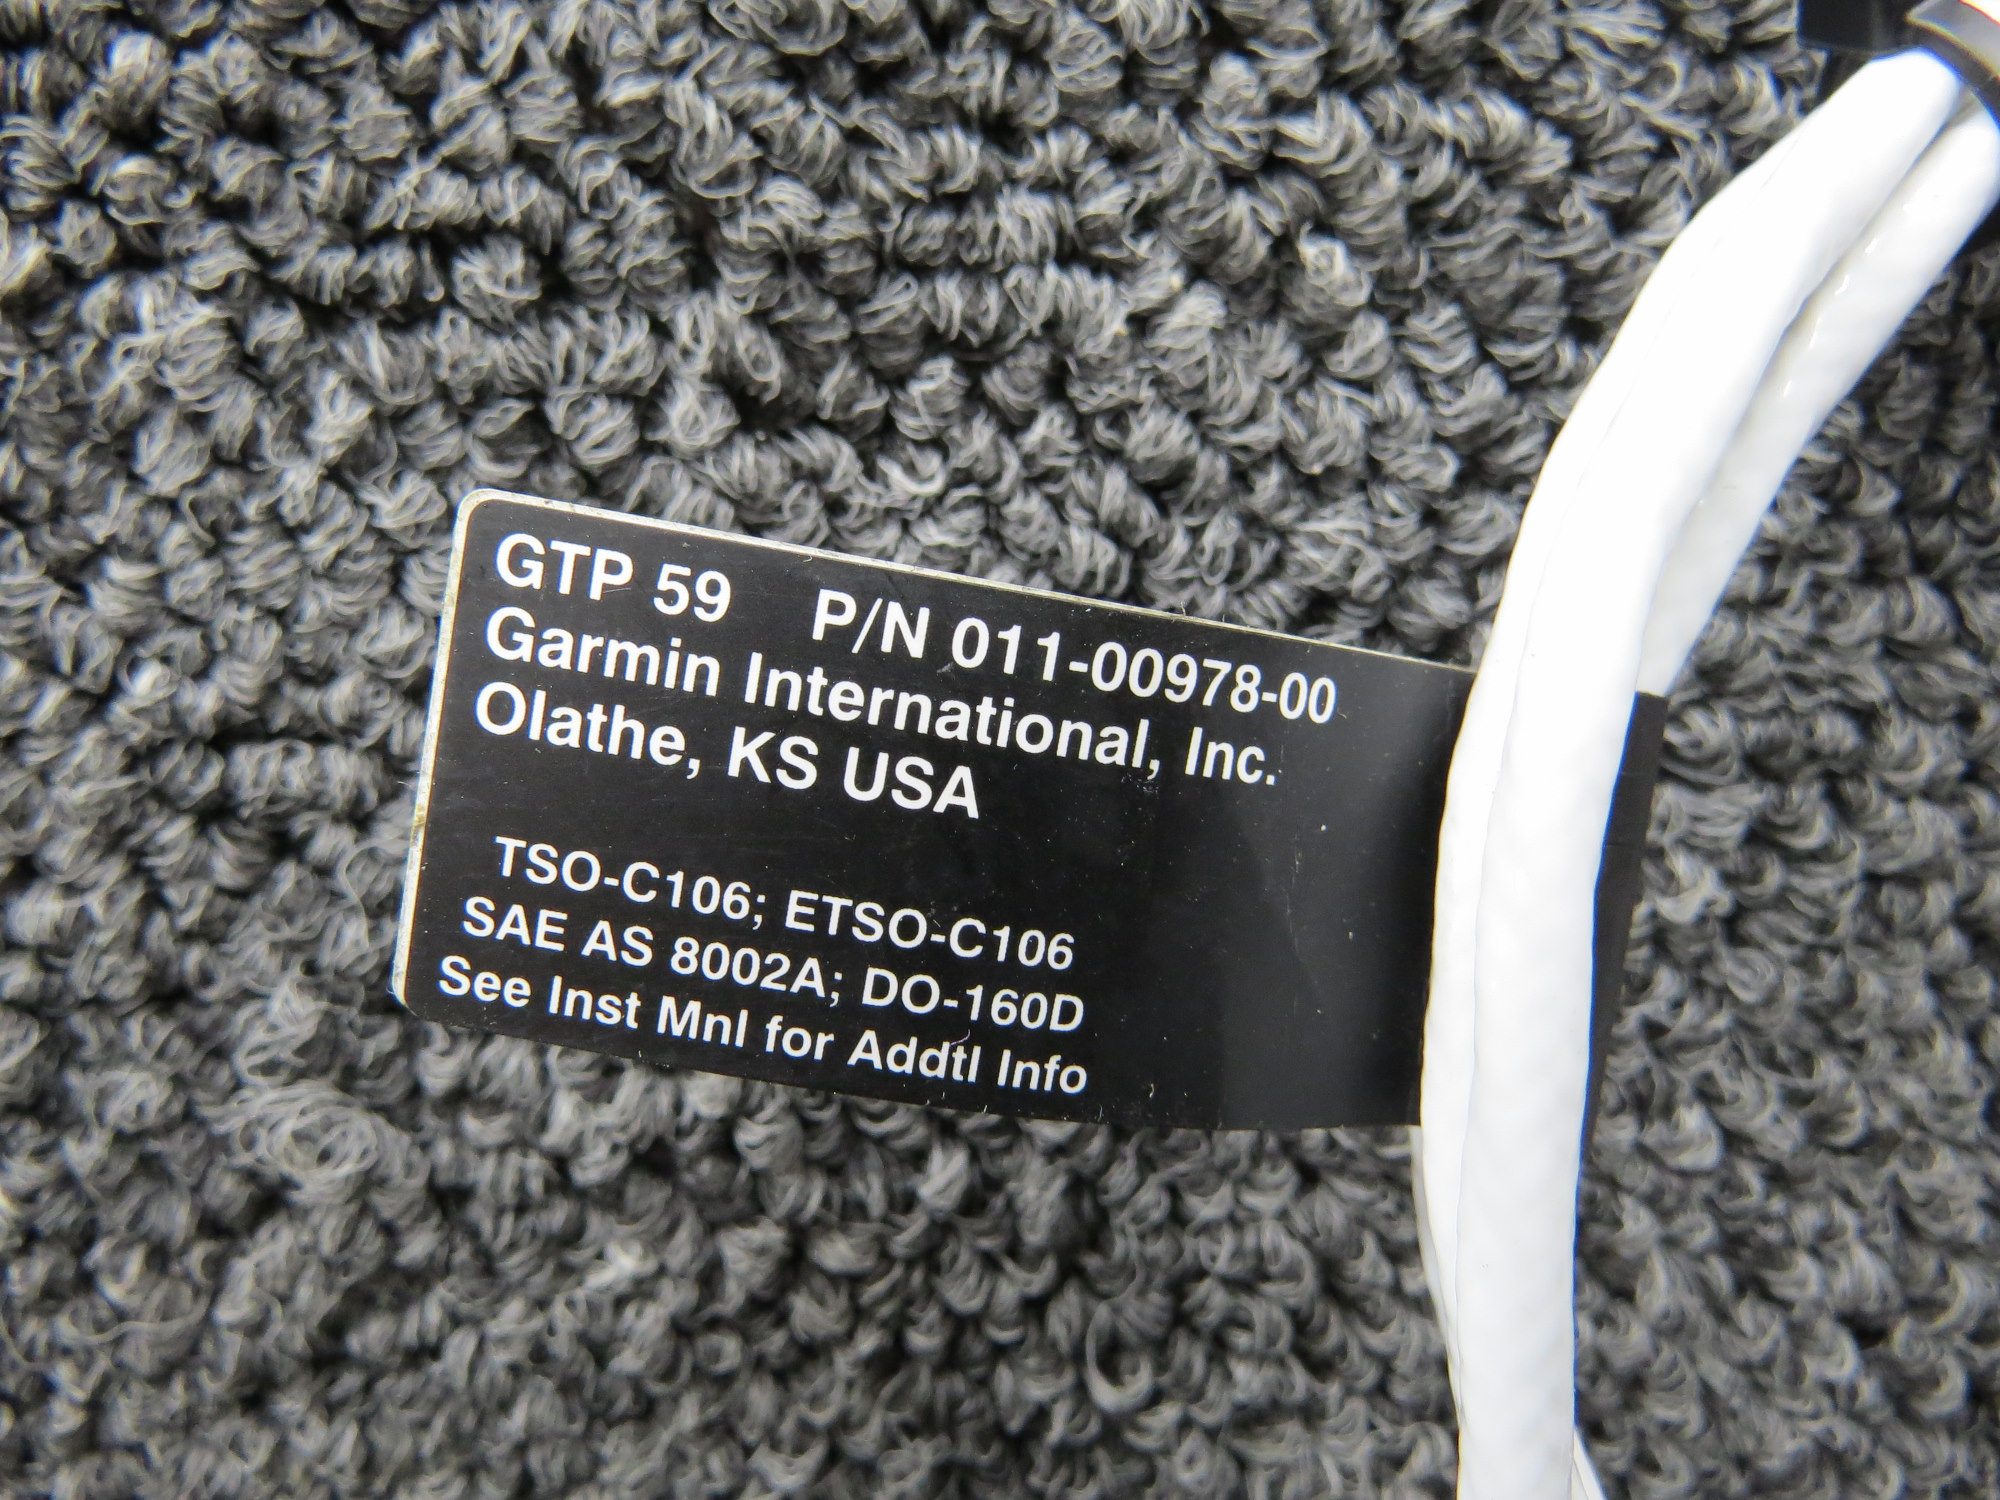 GTP 59 P/N 011-00978-00
Garmin International, Inc.
Olathe, KS USA
TSO-C106; ETSO-C106
SAE AS 8002A; DO-160D
See Inst Mnl for Addtl Info